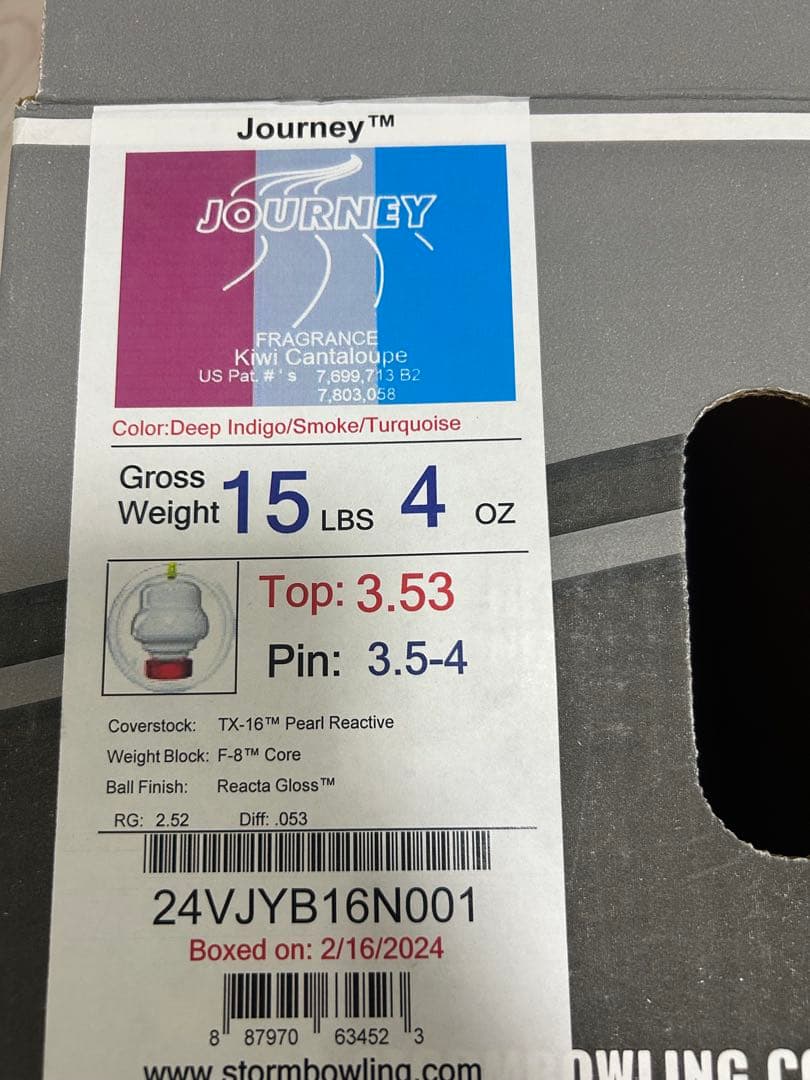 Journey™
JOURNEY
FRAGRANCE
Kiwi Cantaloupe
US Pat. # ' s 7,699,713 B2
7,803,058
Color:Deep Indigo/Smoke/Turquoise
Gross
Weight 15 LBS 4 OZ
Top: 3.53
Pin: 3.5-4
Coverstock: TX-16™ Pearl Reactive
Weight Block: F-8™ Core
Ball Finish: Reacta Gloss™
RG: 2.52 Diff: .053
24VJYB16N001
Boxed on: 2/16/2024
8 87970 63452 3
www.stormbowling.com